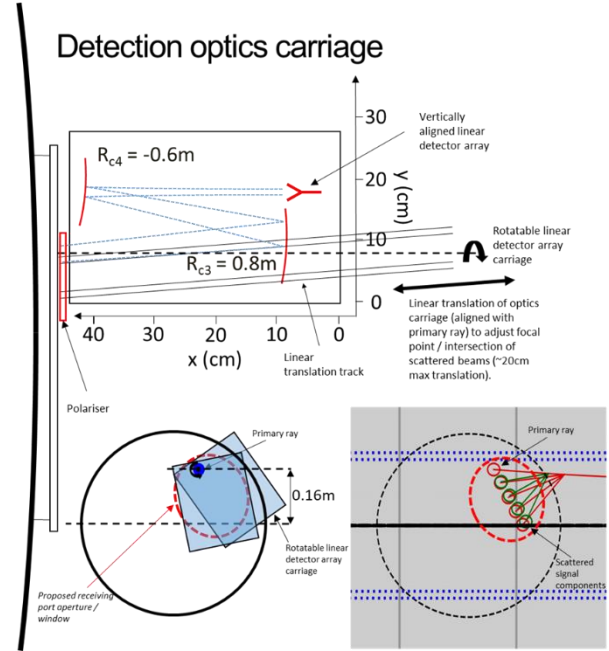 Detection optics carriage
R_c4 = -0.6m
Vertically
aligned linear
detector array
30
20
10
0
y (cm)
R_c3 = 0.8m
Rotatable linear
detector array
carriage
40
30
20
10
0
x (cm)
Linear
translation track
Linear translation of optics
carriage (aligned with
primary ray) to adjust focal
point / intersection of
scattered beams (~20cm
max translation).
Polariser
Primary ray
0.16m
Rotatable linear
detector array
carriage
Proposed receiving
port aperture /
window
Primary ray
Scattered
signal
components